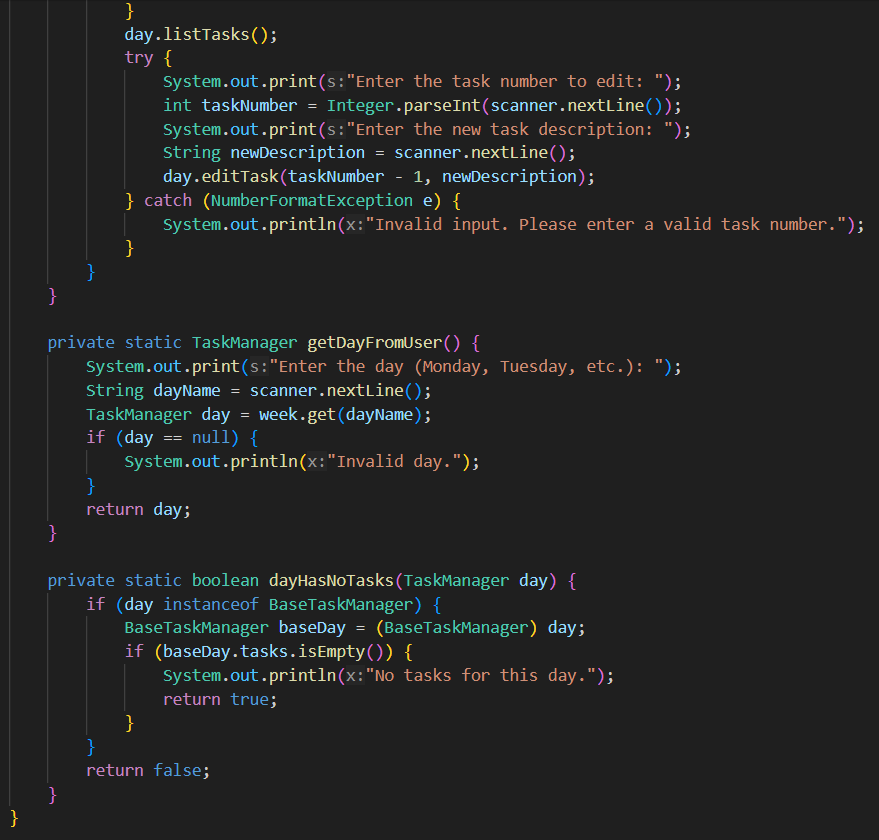 }
            day.listTasks();
            try {
                System.out.print(s:"Enter the task number to edit: ");
                int taskNumber = Integer.parseInt(scanner.nextLine());
                System.out.print(s:"Enter the new task description: ");
                String newDescription = scanner.nextLine();
                day.editTask(taskNumber - 1, newDescription);
            } catch (NumberFormatException e) {
                System.out.println(x:"Invalid input. Please enter a valid task number.");
            }
        }
    }

    private static TaskManager getDayFromUser() {
        System.out.print(s:"Enter the day (Monday, Tuesday, etc.): ");
        String dayName = scanner.nextLine();
        TaskManager day = week.get(dayName);
        if (day == null) {
            System.out.println(x:"Invalid day.");
        }
        return day;
    }

    private static boolean dayHasNoTasks(TaskManager day) {
        if (day instanceof BaseTaskManager) {
            BaseTaskManager baseDay = (BaseTaskManager) day;
            if (baseDay.tasks.isEmpty()) {
                System.out.println(x:"No tasks for this day.");
                return true;
            }
        }
        return false;
    }
}